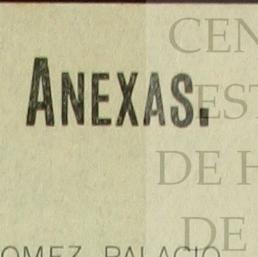 CEN
ANEXAS.
EST
DE H
DE
OMEZ PALACIO